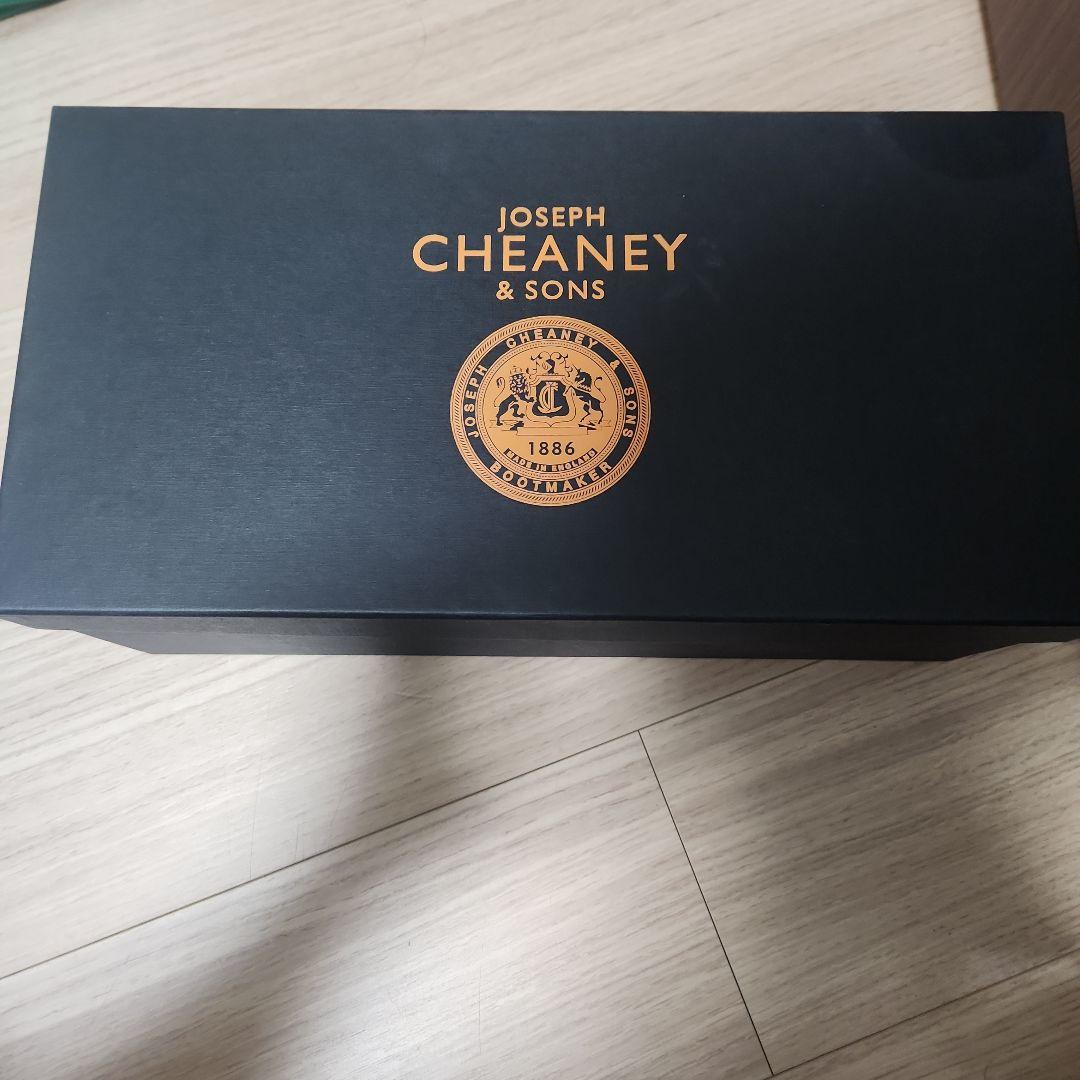 JOSEPH
CHEANEY
& SONS
JOSEPH CHEANEY & SONS
1886
MADE IN ENGLAND
BOOTMAKER